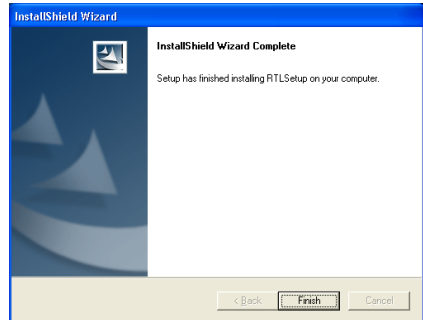 InstallShield Wizard
InstallShield Wizard Complete
Setup has finished installing RTLSetup on your computer.
< Back
Finish
Cancel